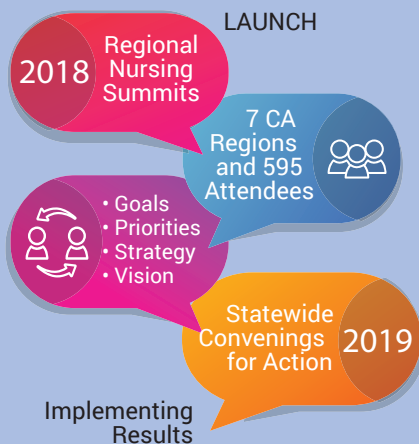 LAUNCH
2018
Regional
Nursing
Summits
7 CA
Regions
and 595
Attendees
• Goals
• Priorities
• Strategy
• Vision
Statewide
Convenings
for Action
2019
Implementing
Results